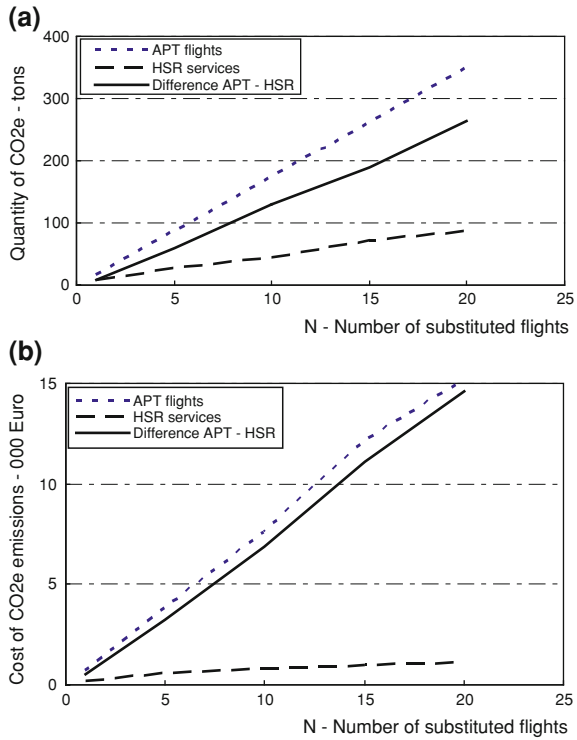 (a)
400
APT flights
HSR services
Difference APT - HSR
300
200
100
0
Quantity of CO2e - tons
0 5 10 15 20 25
N - Number of substituted flights
(b)
15
APT flights
HSR services
Difference APT - HSR
10
5
0
Cost of CO2e emissions - 000 Euro
0 5 10 15 20 25
N - Number of substituted flights